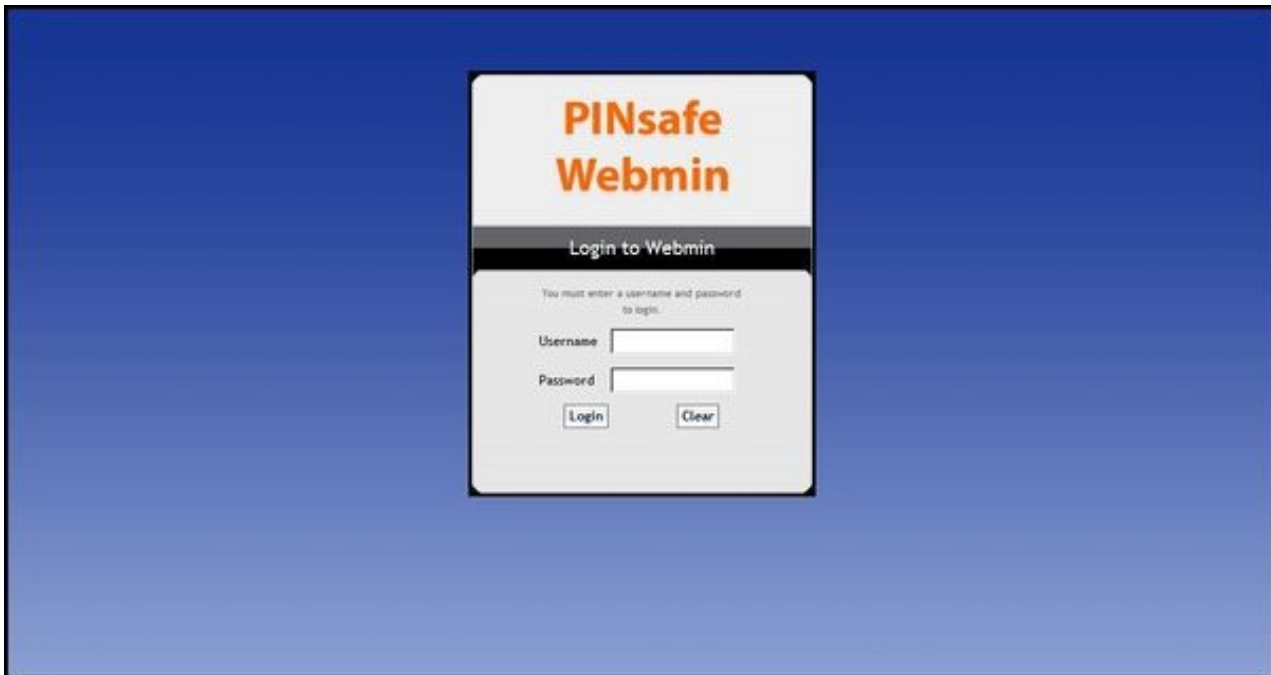 PINsafe
Webmin
Login to Webmin
You must enter a username and password
to login.
Username
Password
Login
Clear